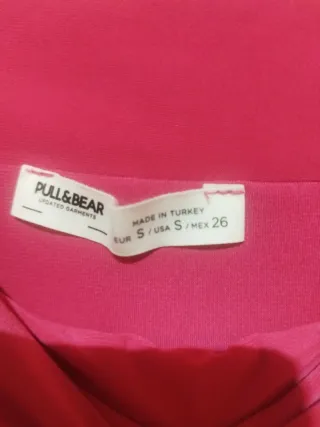 PULL&BEAR
UPDATED GARMENTS
MADE IN TURKEY
EUR S / USA S / MEX 26